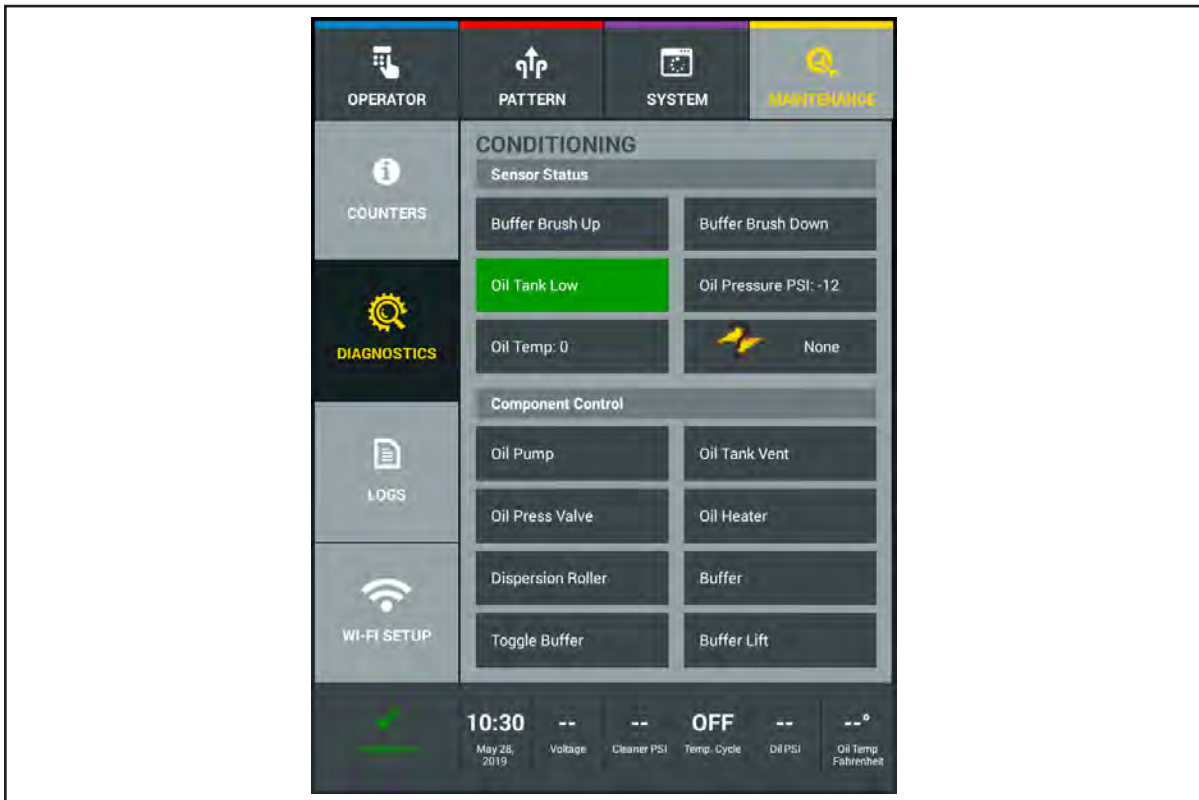 OPERATOR
PATTERN
SYSTEM
MAINTENANCE
COUNTERS
DIAGNOSTICS
LOGS
WI-FI SETUP
CONDITIONING
Sensor Status
Buffer Brush Up
Buffer Brush Down
Oil Tank Low
Oil Pressure PSI: -12
Oil Temp: 0
None
Component Control
Oil Pump
Oil Tank Vent
Oil Press Valve
Oil Heater
Dispersion Roller
Buffer
Toggle Buffer
Buffer Lift
10:30
May 28,
2019
--
Voltage
--
Cleaner PSI
OFF
Temp. Cycle
--
Oil PSI
--°
Oil Temp
Fahrenheit